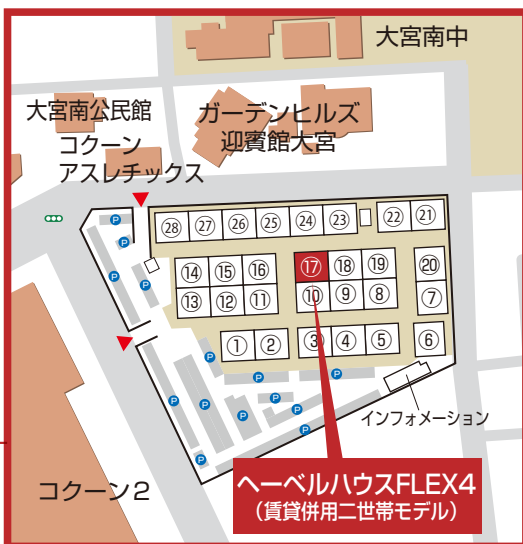 大宮南中
大宮南公民館
ガーデンヒルズ
迎賓館大宮
コクーン
アスレチックス
㉘ ㉗ ㉖ ㉕ ㉔ ㉓ ㉒ ㉑
⑭ ⑮ ⑯ ⑰ ⑱ ⑲ ⑳
⑬ ⑫ ⑪ ⑩ ⑨ ⑧ ⑦
① ② ③ ④ ⑤ ⑥
P
P
P
P
P
P
P
P
P
P
P
P
インフォメーション
コクーン2
ヘーベルハウスFLEX4
(賃貸併用二世帯モデル)